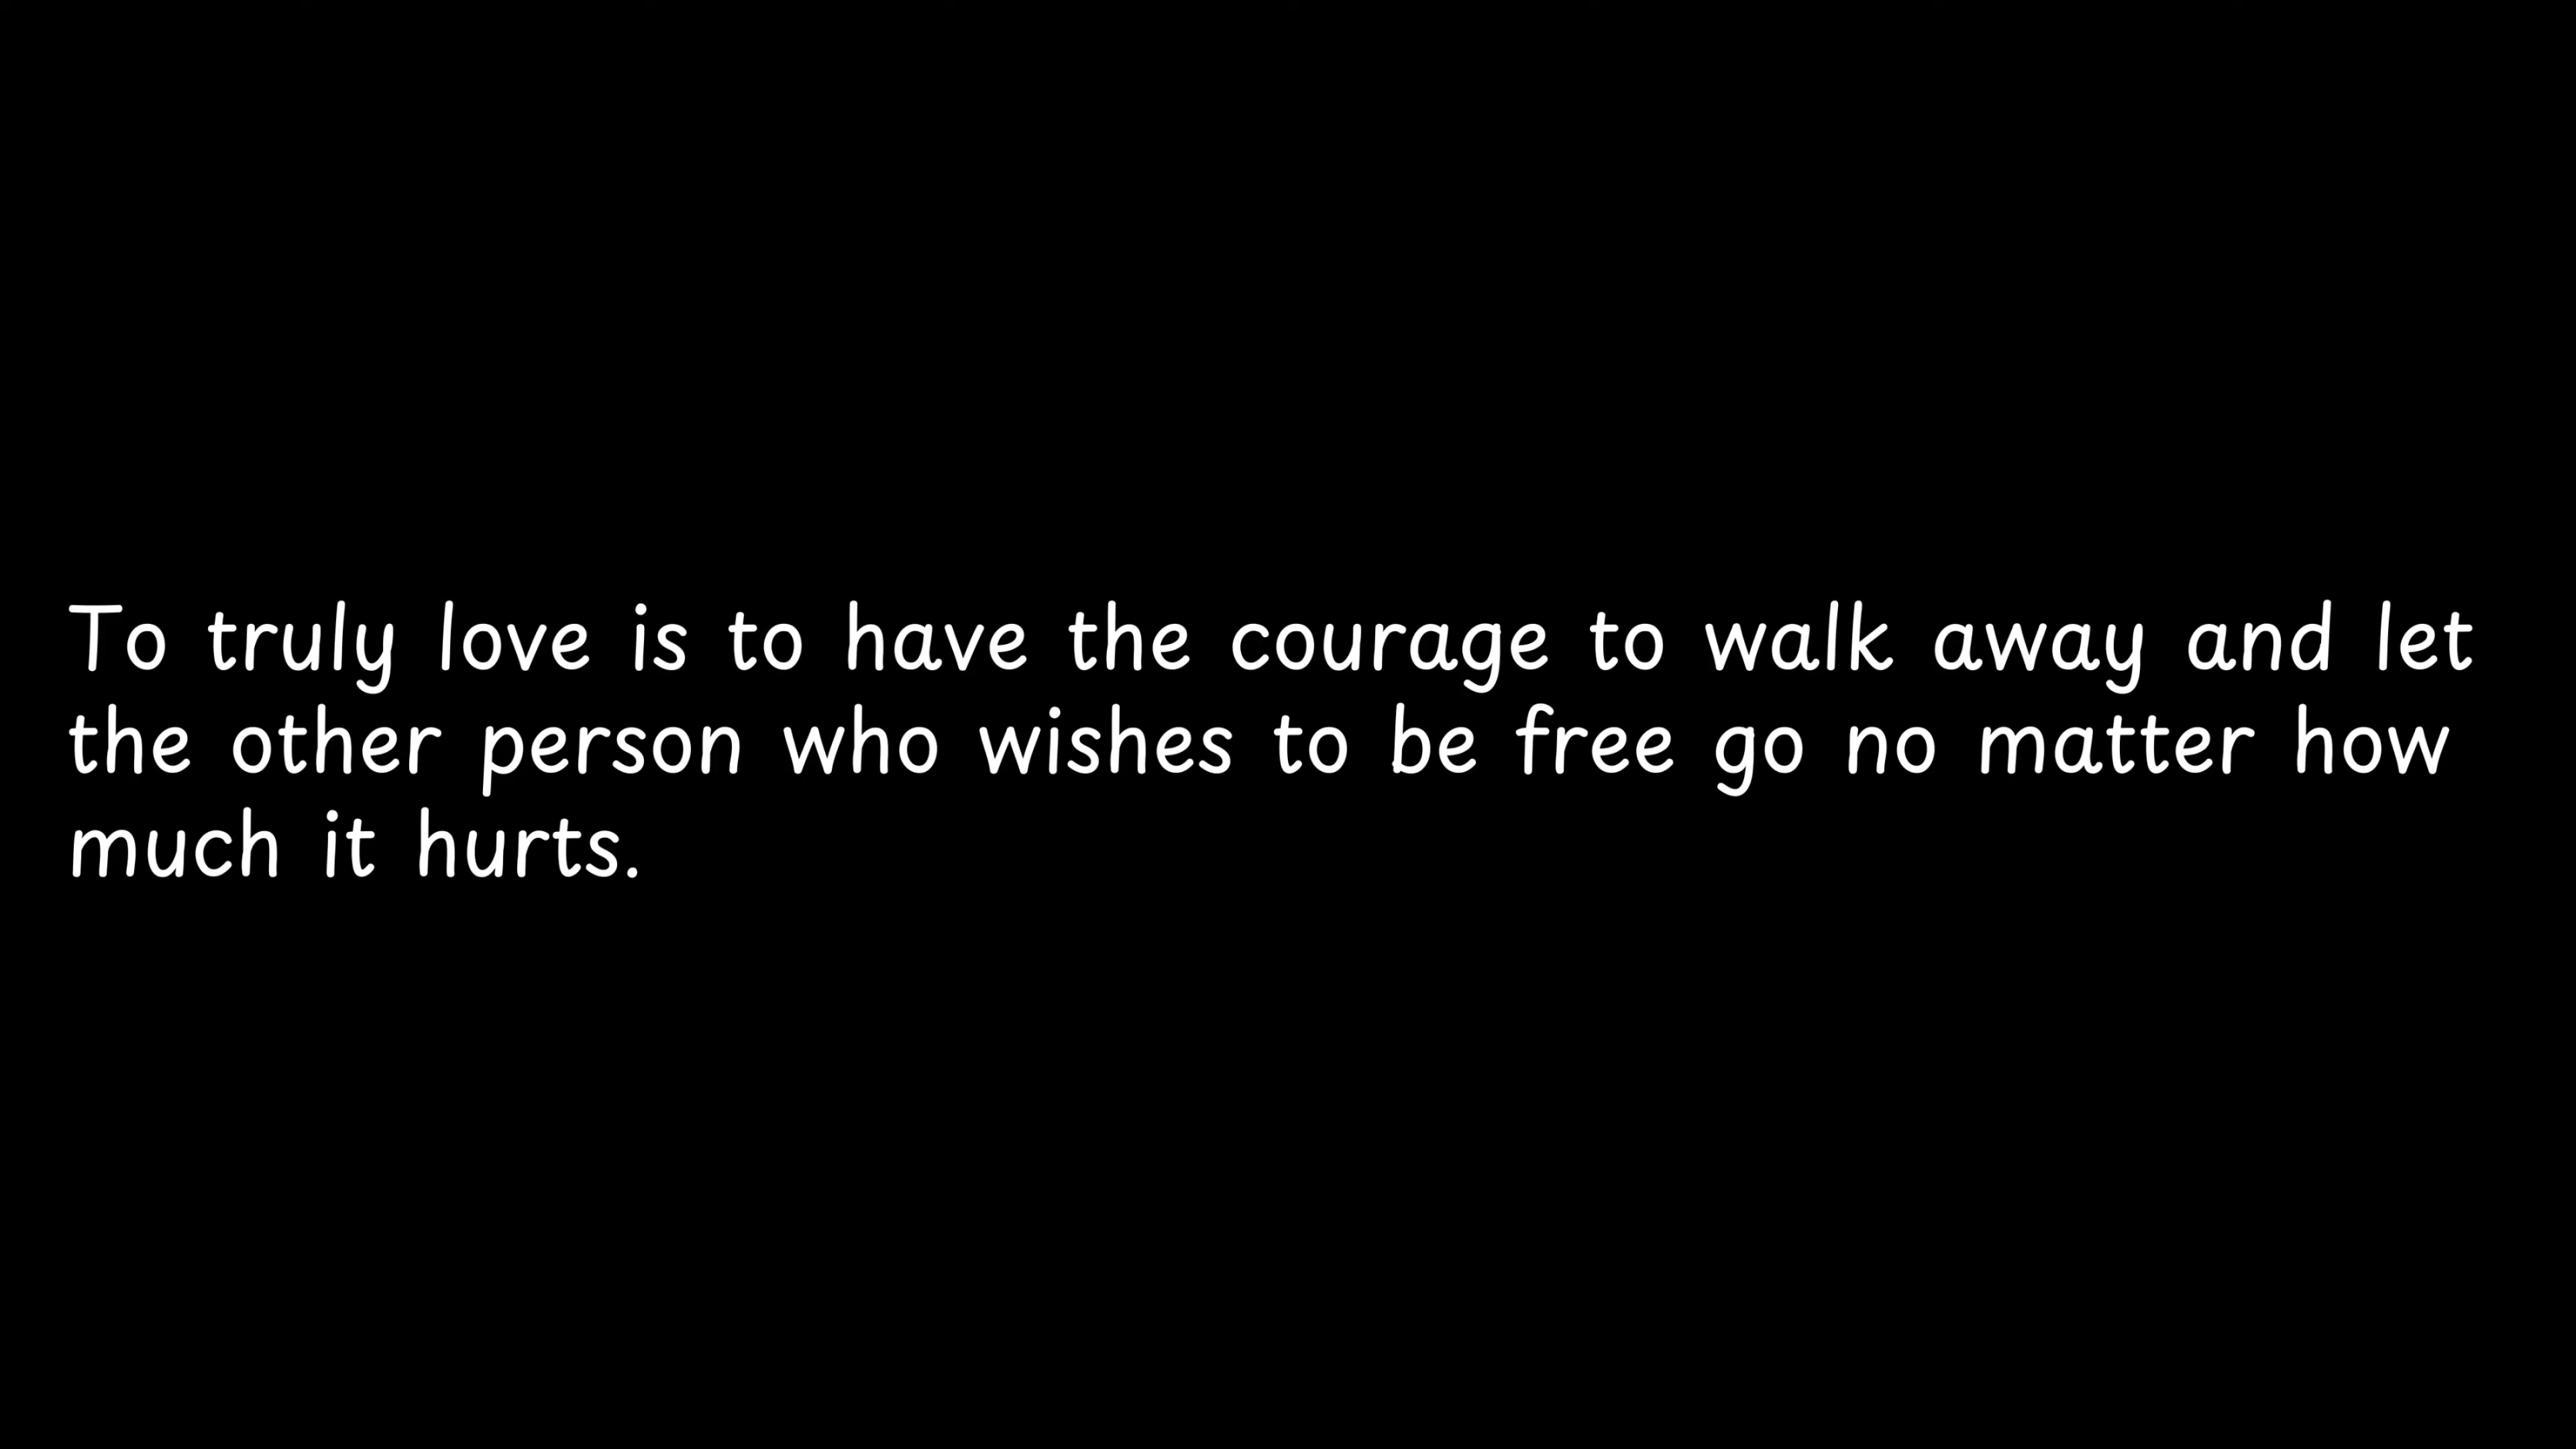 To truly love is to have the courage to walk away and let
the other person who wishes to be free go no matter how
much it hurts.